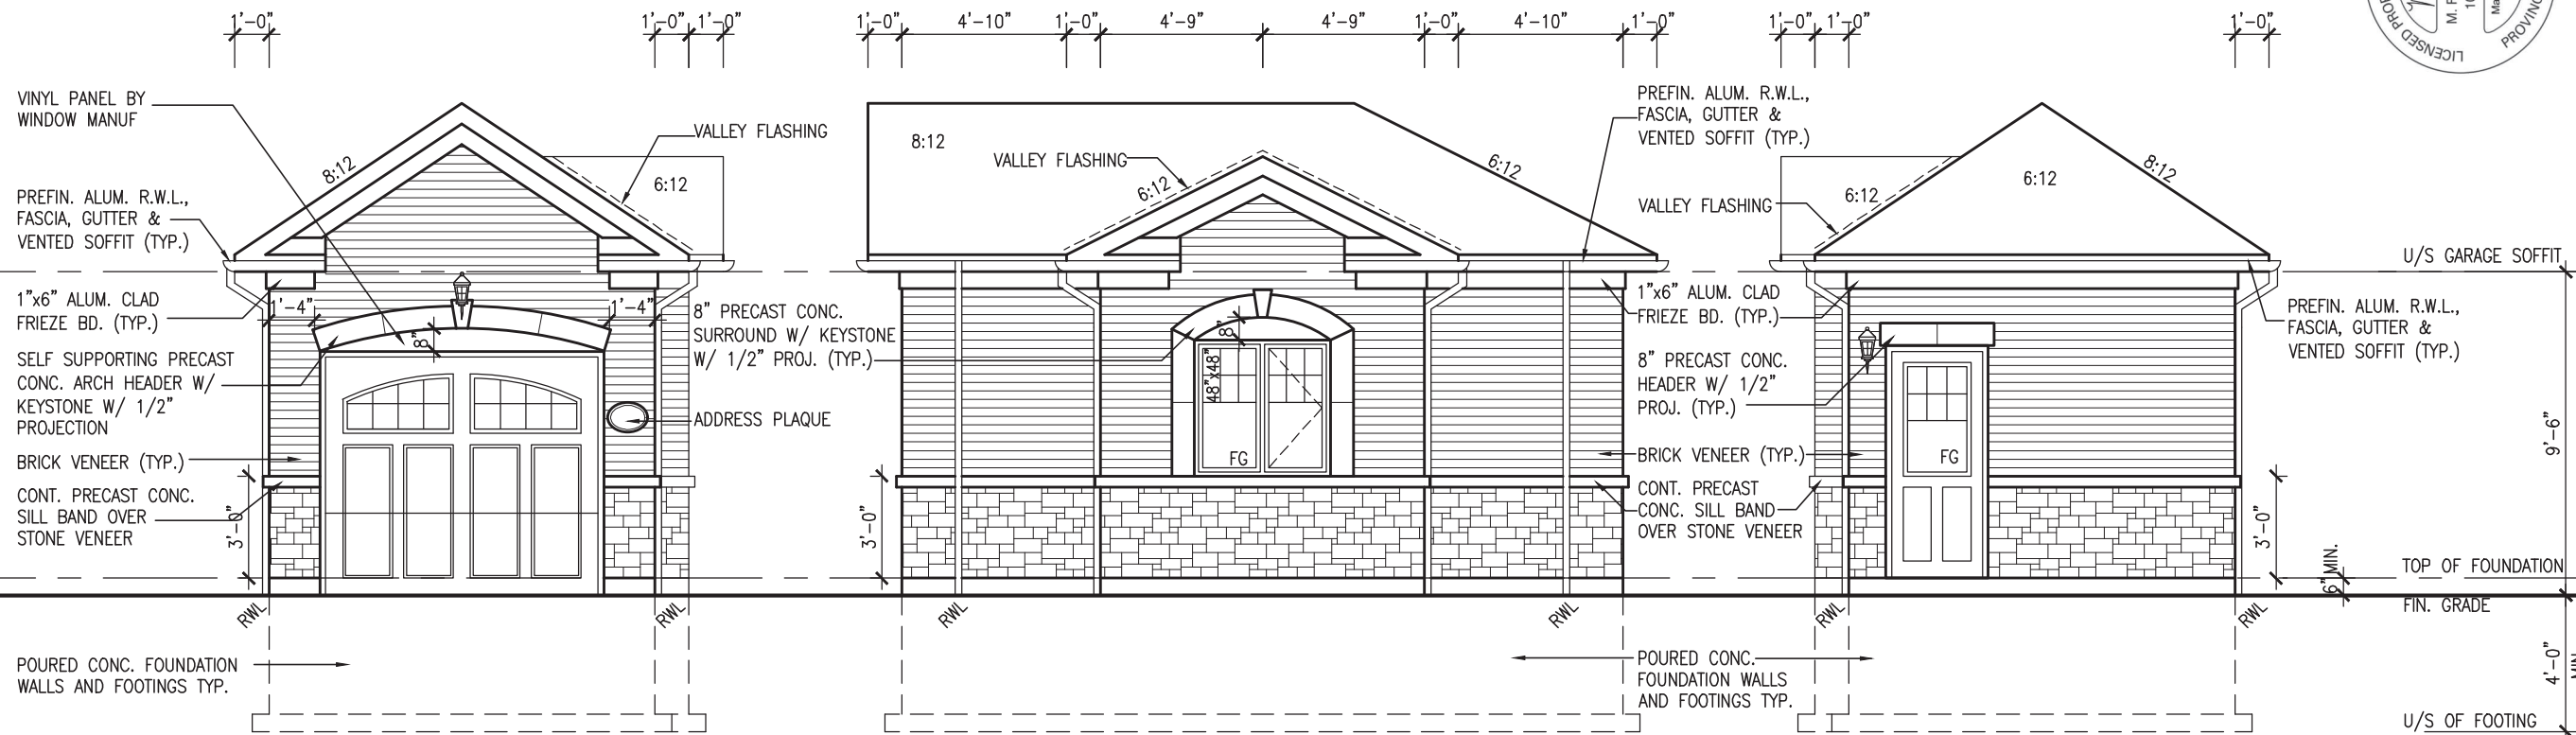 1'-0" 1'-0" 1'-0" 1'-0" 4'-10" 1'-0" 4'-9" 4'-9" 1'-0" 4'-10" 1'-0" 1'-0" 1'-0" 1'-0"
LICENSED
VINYL PANEL BY
WINDOW MANUF
8:12
VALLEY FLASHING
6:12
PREFIN. ALUM. R.W.L.,
FASCIA, GUTTER &
VENTED SOFFIT (TYP.)
1"x6" ALUM. CLAD
FRIEZE BD. (TYP.)
1'-4"
1'-4"
8"
SELF SUPPORTING PRECAST
CONC. ARCH HEADER W/
KEYSTONE W/ 1/2"
PROJECTION
ADDRESS PLAQUE
BRICK VENEER (TYP.)
CONT. PRECAST CONC.
SILL BAND OVER
STONE VENEER
3'-0"
RWL
RWL
POURED CONC. FOUNDATION
WALLS AND FOOTINGS TYP.
8:12
VALLEY FLASHING
6:12
6:12
8" PRECAST CONC.
SURROUND W/ KEYSTONE
W/ 1/2" PROJ. (TYP.)
8"
48"x48"
FG
3'-0"
RWL
RWL
PREFIN. ALUM. R.W.L.,
FASCIA, GUTTER &
VENTED SOFFIT (TYP.)
VALLEY FLASHING
1"x6" ALUM. CLAD
FRIEZE BD. (TYP.)
8" PRECAST CONC.
HEADER W/ 1/2"
PROJ. (TYP.)
BRICK VENEER (TYP.)
CONT. PRECAST
CONC. SILL BAND
OVER STONE VENEER
POURED CONC.
FOUNDATION WALLS
AND FOOTINGS TYP.
6:12
6:12
8:12
FG
RWL
RWL
3'-0"
6" MIN.
PREFIN. ALUM. R.W.L.,
FASCIA, GUTTER &
VENTED SOFFIT (TYP.)
U/S GARAGE SOFFIT
9'-6"
TOP OF FOUNDATION
FIN. GRADE
4'-0"
U/S OF FOOTING